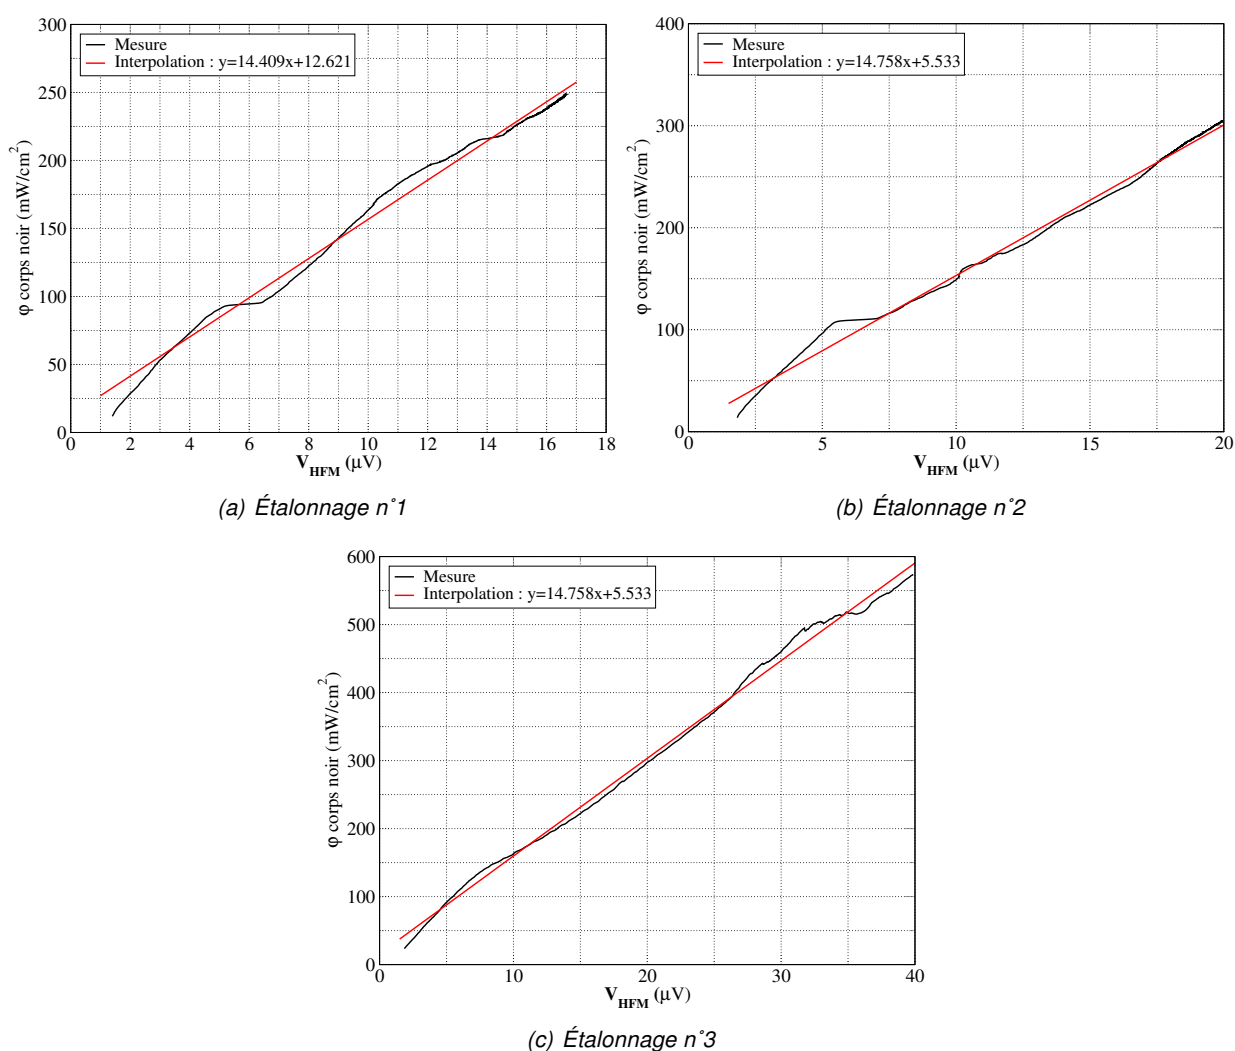 300
250
200
150
100
50
0
φ corps noir (mW/cm²)
Mesure
Interpolation : y=14.409x+12.621
0 2 4 6 8 10 12 14 16 18
V_HFM (μV)
(a) Étalonnage n°1
400
300
200
100
0
φ corps noir (mW/cm²)
Mesure
Interpolation : y=14.758x+5.533
0 5 10 15 20
V_HFM (μV)
(b) Étalonnage n°2
600
500
400
300
200
100
0
φ corps noir (mW/cm²)
Mesure
Interpolation : y=14.758x+5.533
0 10 20 30 40
V_HFM (μV)
(c) Étalonnage n°3